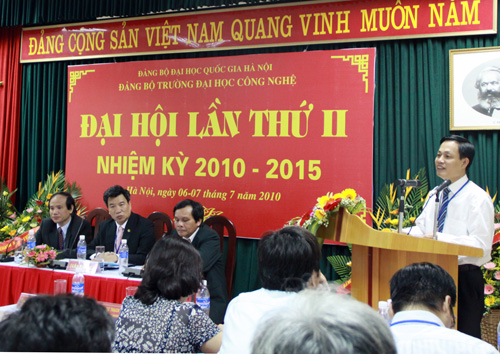 ĐẢNG CỘNG SẢN VIỆT NAM QUANG VINH MUÔN NĂM
ĐẢNG BỘ ĐẠI HỌC QUỐC GIA HÀ NỘI
ĐẢNG BỘ TRƯỜNG ĐẠI HỌC CÔNG NGHỆ
ĐẠI HỘI LẦN THỨ II
NHIỆM KỲ 2010 - 2015
Hà Nội, ngày 06-07 tháng 7 năm 2010